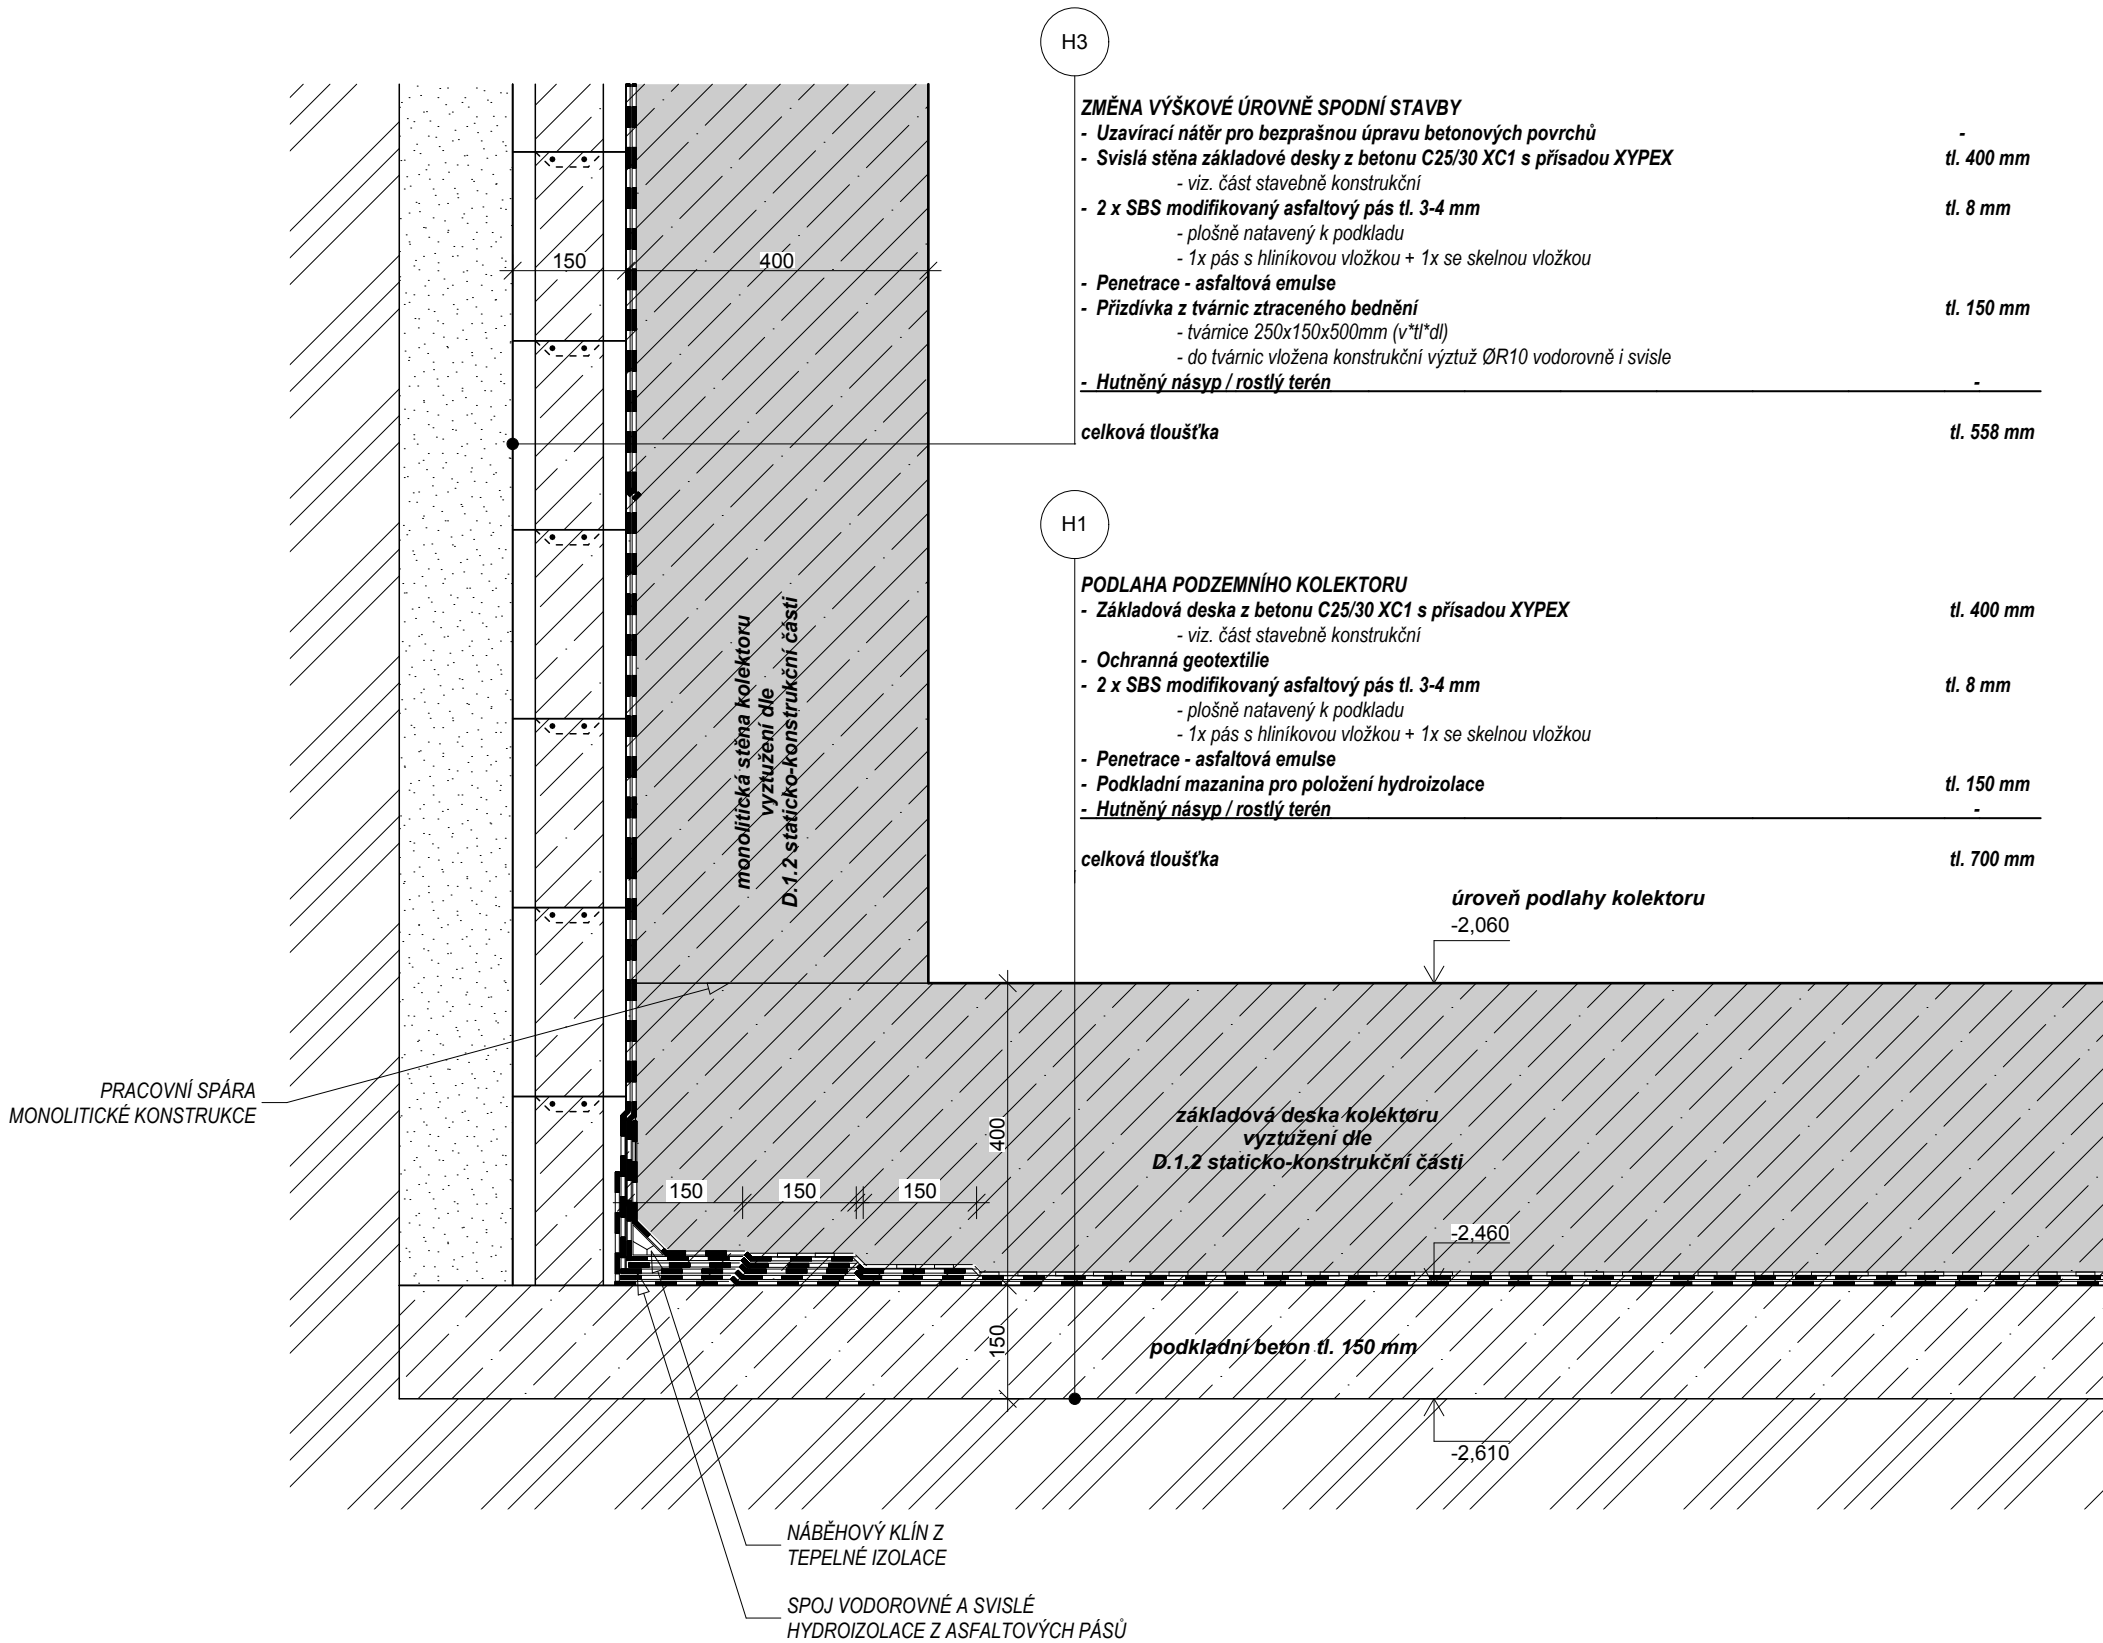 H3
ZMĚNA VÝŠKOVÉ ÚROVNĚ SPODNÍ STAVBY
- Uzavírací nátěr pro bezprašnou úpravu betonových povrchů -
- Svislá stěna základové desky z betonu C25/30 XC1 s přísadou XYPEX tl. 400 mm
- viz. část stavebně konstrukční
- 2 x SBS modifikovaný asfaltový pás tl. 3-4 mm tl. 8 mm
- plošně natavený k podkladu
- 1x pás s hliníkovou vložkou + 1x se skelnou vložkou
- Penetrace - asfaltová emulse
- Přizdívka z tvárnic ztraceného bednění tl. 150 mm
- tvárnice 250x150x500mm (v*tl*dl)
- do tvárnic vložena konstrukční výztuž ØR10 vodorovně i svisle
- Hutněný násyp / rostlý terén -
celková tloušťka tl. 558 mm
150
400
H1
PODLAHA PODZEMNÍHO KOLEKTORU
- Základová deska z betonu C25/30 XC1 s přísadou XYPEX tl. 400 mm
- viz. část stavebně konstrukční
- Ochranná geotextilie
- 2 x SBS modifikovaný asfaltový pás tl. 3-4 mm tl. 8 mm
- plošně natavený k podkladu
- 1x pás s hliníkovou vložkou + 1x se skelnou vložkou
- Penetrace - asfaltová emulse
- Podkladní mazanina pro položení hydroizolace tl. 150 mm
- Hutněný násyp / rostlý terén -
celková tloušťka tl. 700 mm
monolitická stěna kolektoru
vyztužení dle
D.1.2 staticko-konstrukční části
úroveň podlahy kolektoru
-2,060
PRACOVNÍ SPÁRA
MONOLITICKÉ KONSTRUKCE
základová deska kolektoru
vyztužení dle
D.1.2 staticko-konstrukční části
400
150 150 150
-2,460
150
podkladní beton tl. 150 mm
-2,610
NÁBĚHOVÝ KLÍN Z
TEPELNÉ IZOLACE
SPOJ VODOROVNÉ A SVISLÉ
HYDROIZOLACE Z ASFALTOVÝCH PÁSŮ